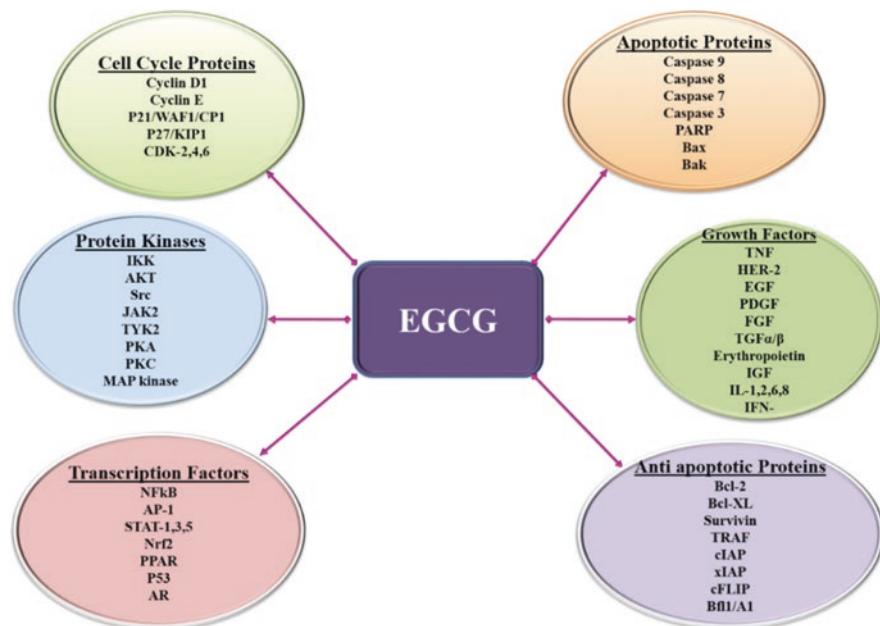 Cell Cycle Proteins
Cyclin D1
Cyclin E
P21/WAF1/CP1
P27/KIP1
CDK-2,4,6
Apoptotic Proteins
Caspase 9
Caspase 8
Caspase 7
Caspase 3
PARP
Bax
Bak
Protein Kinases
IKK
AKT
Src
JAK2
TYK2
PKA
PKC
MAP kinase
EGCG
Growth Factors
TNF
HER-2
EGF
PDGF
FGF
TGFα/β
Erythropoietin
IGF
IL-1,2,6,8
IFN-
Transcription Factors
NFkB
AP-1
STAT-1,3,5
Nrf2
PPAR
P53
AR
Anti apoptotic Proteins
Bcl-2
Bcl-XL
Survivin
TRAF
cIAP
xIAP
cFLIP
Bfl1/A1